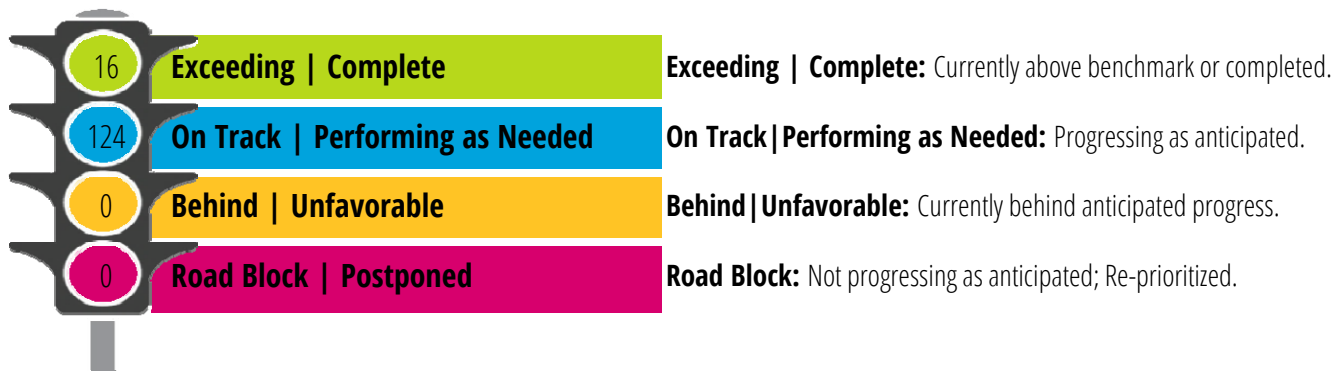 16 Exceeding | Complete Exceeding | Complete: Currently above benchmark or completed.
124 On Track | Performing as Needed On Track|Performing as Needed: Progressing as anticipated.
0 Behind | Unfavorable Behind|Unfavorable: Currently behind anticipated progress.
0 Road Block | Postponed Road Block: Not progressing as anticipated; Re-prioritized.